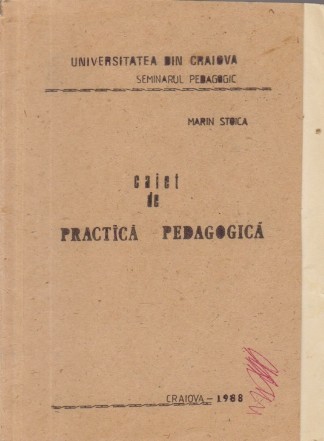 UNIVERSITATEA DIN CRAIOVA
SEMINARUL PEDAGOGIC
MARIN STOICA
caiet
de
PRACTICĂ PEDAGOGICĂ
CRAIOVA - 1988